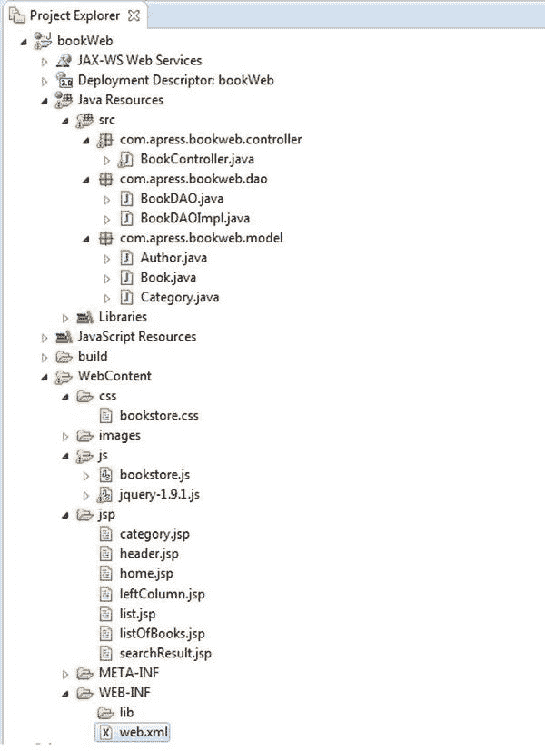 Project Explorer
bookWeb
JAX-WS Web Services
Deployment Descriptor: bookWeb
Java Resources
src
com.apress.bookweb.controller
BookController.java
com.apress.bookweb.dao
BookDAO.java
BookDAOImpl.java
com.apress.bookweb.model
Author.java
Book.java
Category.java
Libraries
JavaScript Resources
build
WebContent
css
bookstore.css
images
js
bookstore.js
jquery-1.9.1.js
jsp
category.jsp
header.jsp
home.jsp
leftColumn.jsp
list.jsp
listOfBooks.jsp
searchResult.jsp
META-INF
WEB-INF
lib
web.xml